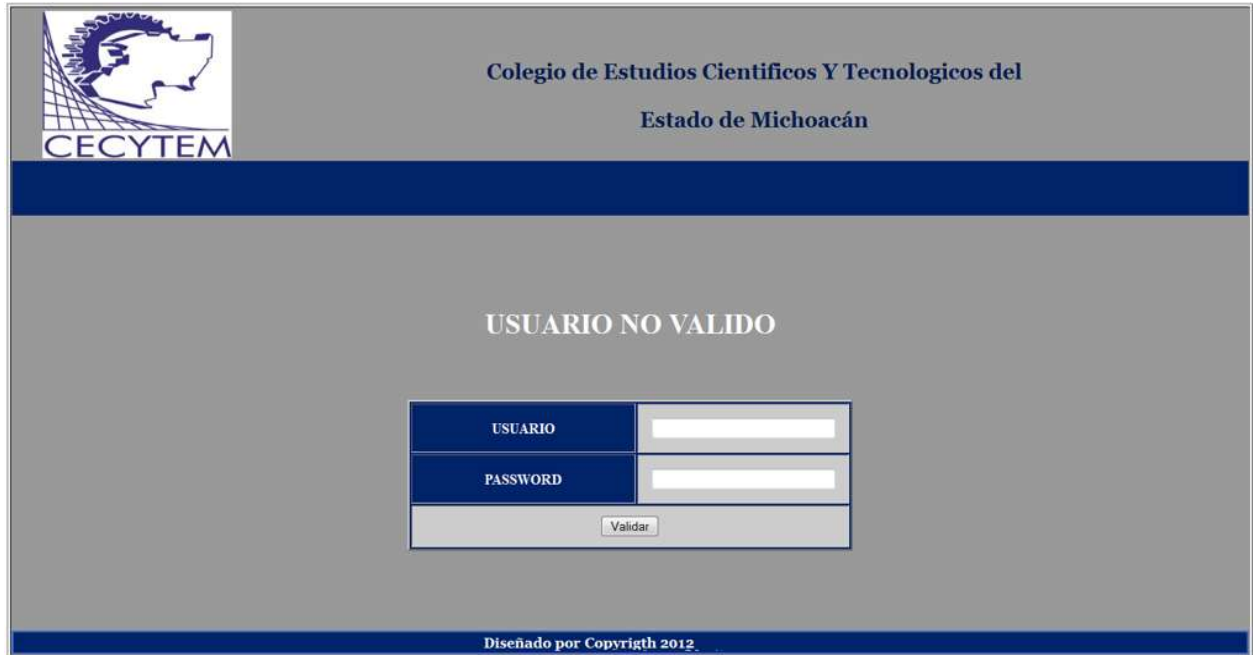 CECYTEM
Colegio de Estudios Cientificos Y Tecnologicos del
Estado de Michoacán
USUARIO NO VALIDO
USUARIO
PASSWORD
Validar
Diseñado por Copyrigth 2012